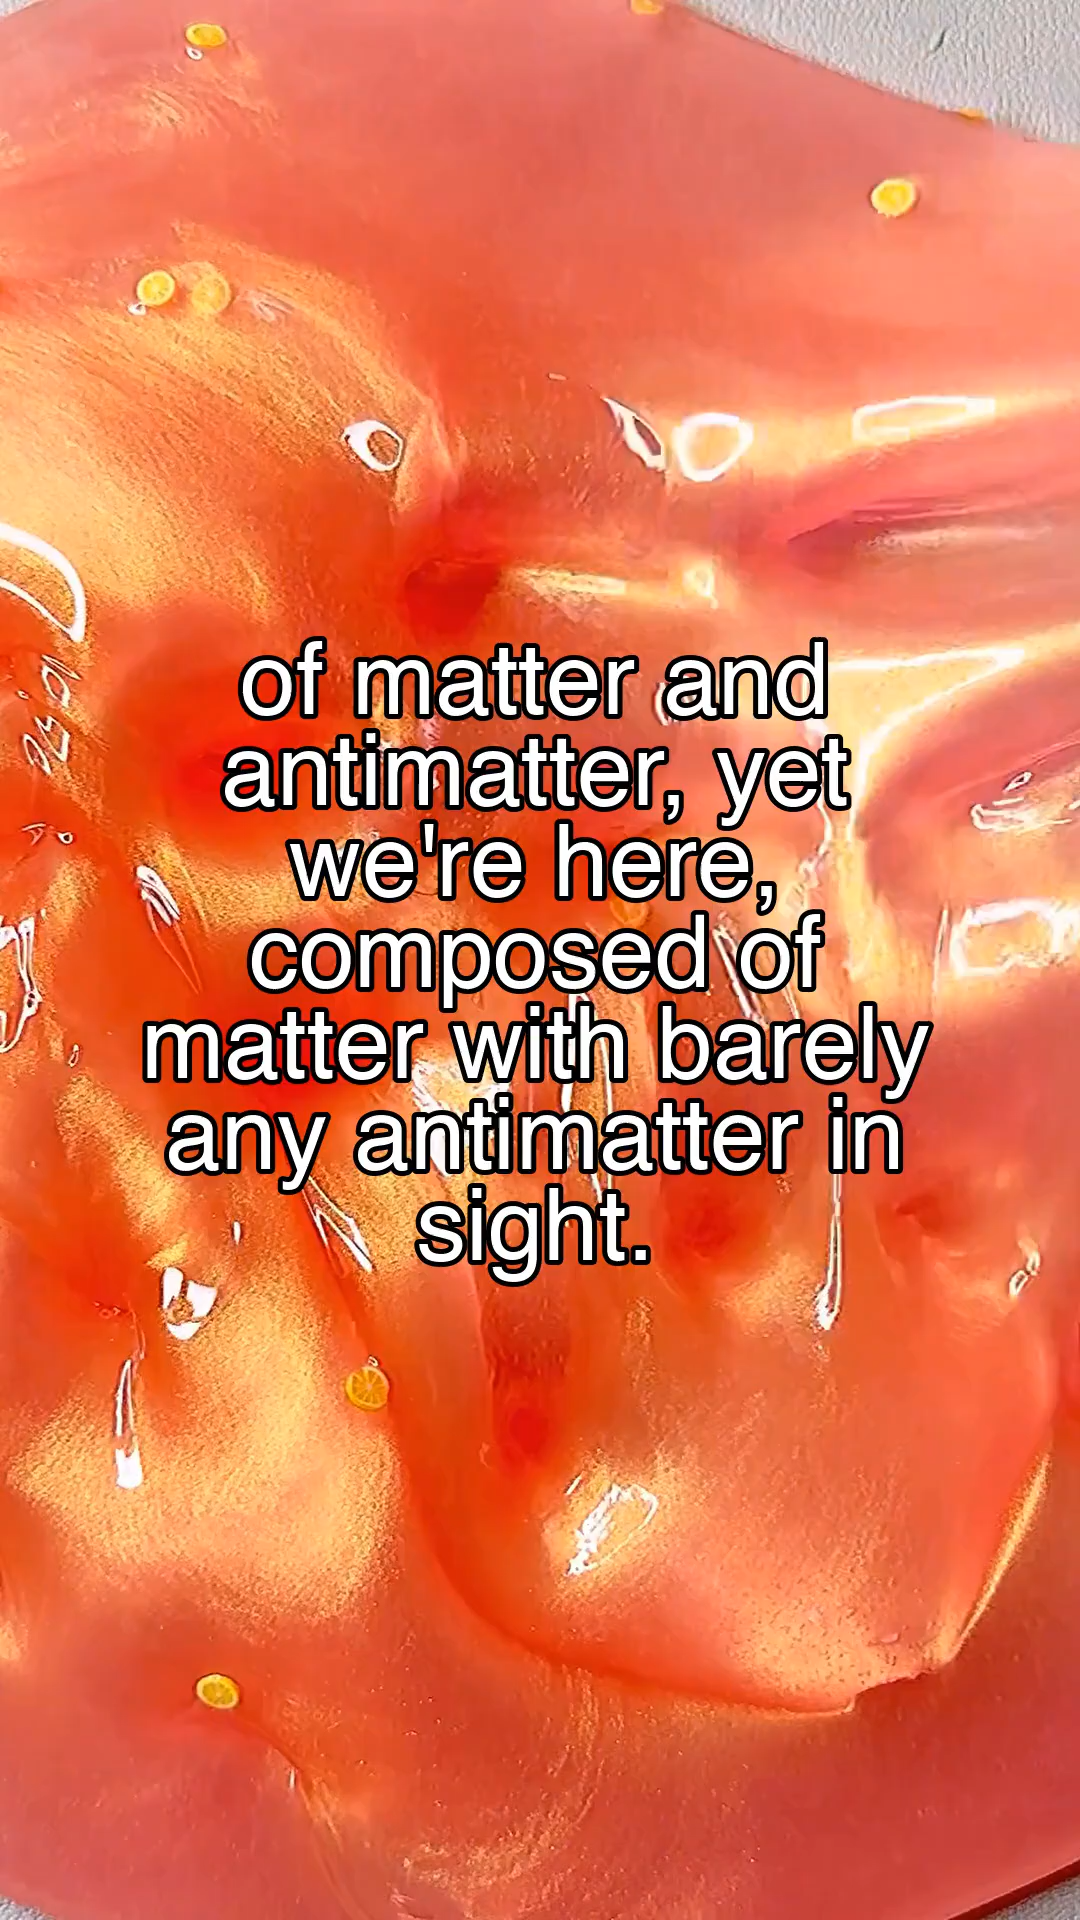 of matter and
antimatter, yet
we're here,
composed of
matter with barely
any antimatter in
sight.